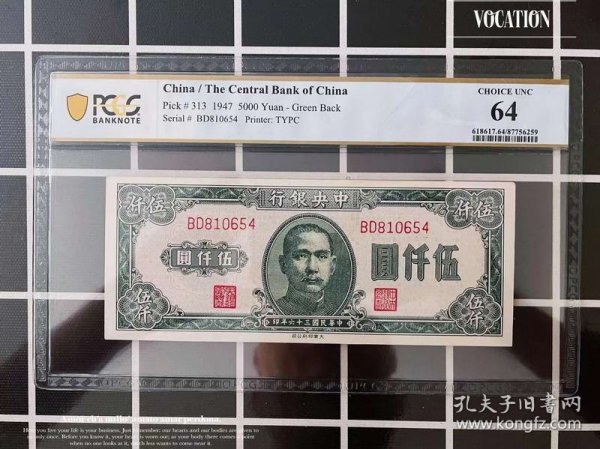 VOCATION
China / The Central Bank of China
Pick # 313 1947 5000 Yuan - Green Back
Serial # BD810654 Printer: TYPC
PCGS
BANKNOTE
CHOICE UNC
64
618617.64/87756259
行銀央中
仟伍
仟伍
BD810654
BD810654
圓仟伍
圓仟伍
伍仟
伍仟
印年六十三國民華中
孔夫子旧书网